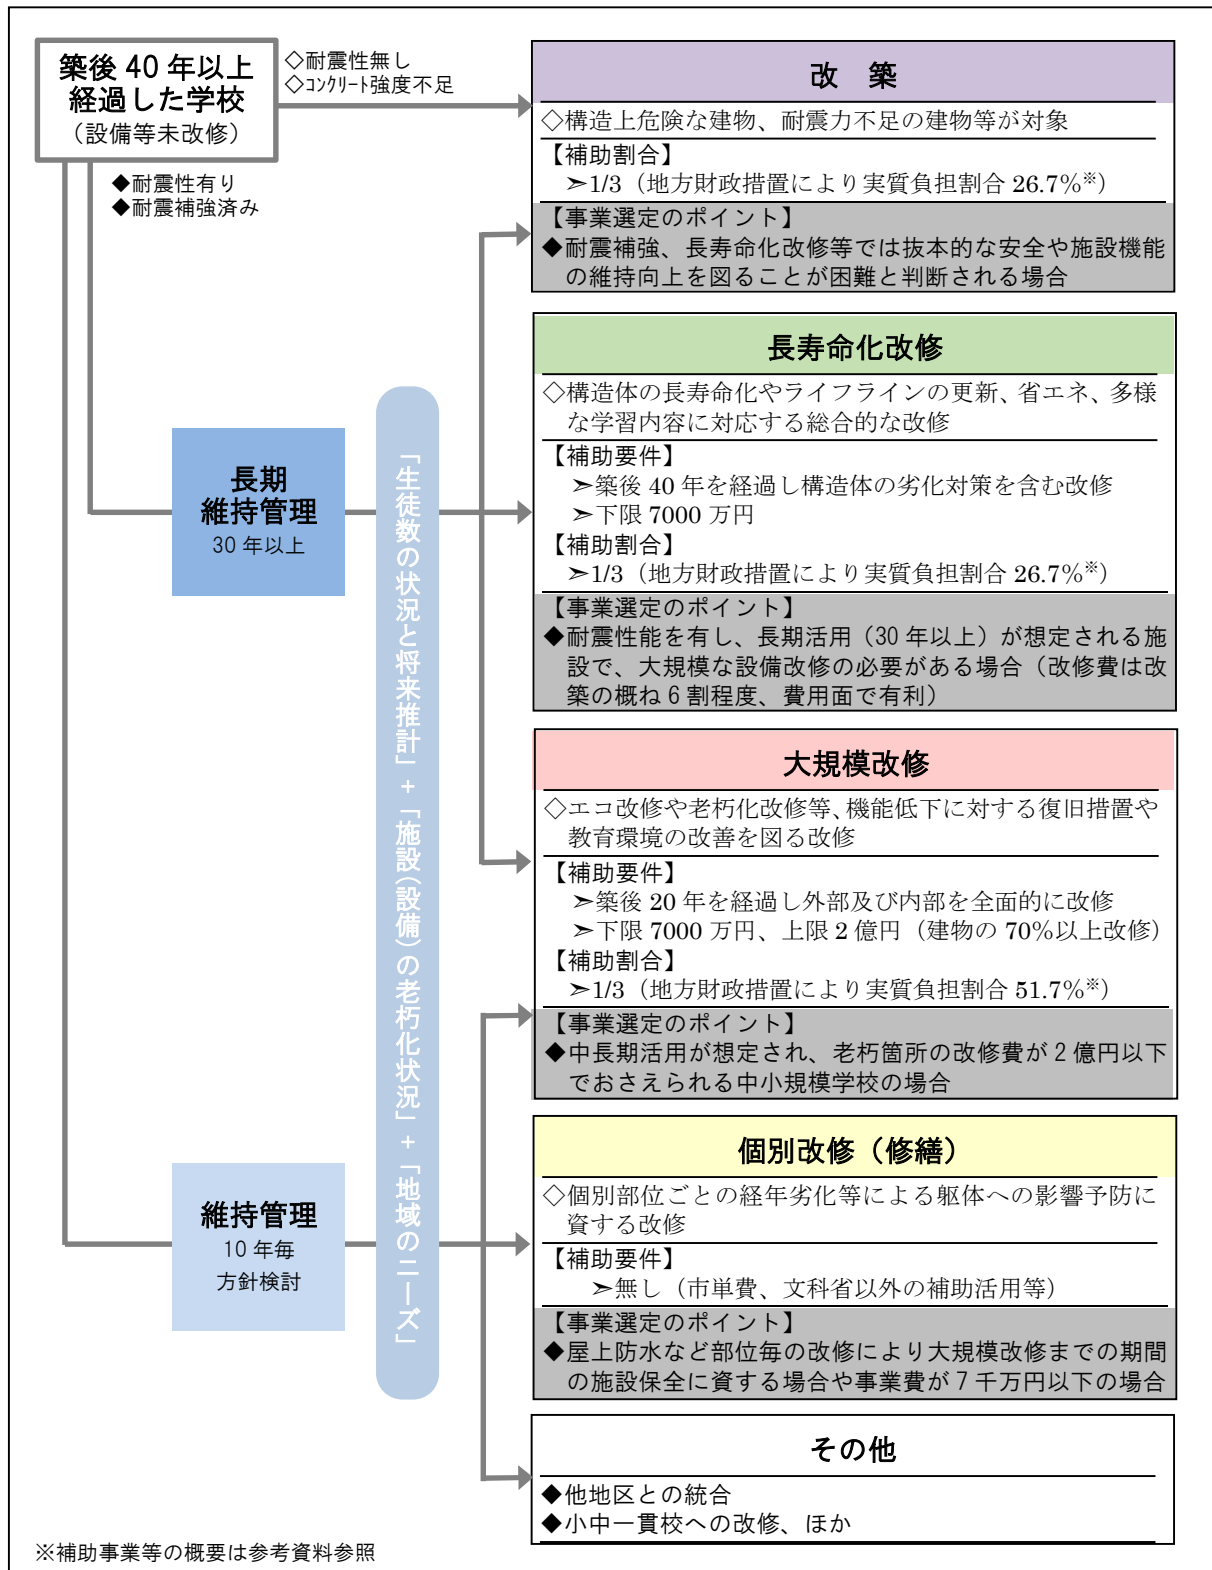 築後 40 年以上
経過した学校
（設備等未改修）
◇耐震性無し
◇ｺﾝｸﾘｰﾄ強度不足
◆耐震性有り
◆耐震補強済み
改　築
◇構造上危険な建物、耐震力不足の建物等が対象
【補助割合】
➣1/3（地方財政措置により実質負担割合 26.7%※）
【事業選定のポイント】
◆耐震補強、長寿命化改修等では抜本的な安全や施設機能
の維持向上を図ることが困難と判断される場合
長期
維持管理
30 年以上
「生徒数の状況と将来推計」+「施設(設備)の老朽化状況」+「地域のニーズ」
長寿命化改修
◇構造体の長寿命化やライフラインの更新、省エネ、多様
な学習内容に対応する総合的な改修
【補助要件】
➣築後 40 年を経過し構造体の劣化対策を含む改修
➣下限 7000 万円
【補助割合】
➣1/3（地方財政措置により実質負担割合 26.7%※）
【事業選定のポイント】
◆耐震性能を有し、長期活用（30 年以上）が想定される施
設で、大規模な設備改修の必要がある場合（改修費は改
築の概ね 6 割程度、費用面で有利）
大規模改修
◇エコ改修や老朽化改修等、機能低下に対する復旧措置や
教育環境の改善を図る改修
【補助要件】
➣築後 20 年を経過し外部及び内部を全面的に改修
➣下限 7000 万円、上限 2 億円（建物の 70%以上改修）
【補助割合】
➣1/3（地方財政措置により実質負担割合 51.7%※）
【事業選定のポイント】
◆中長期活用が想定され、老朽箇所の改修費が 2 億円以下
でおさえられる中小規模学校の場合
維持管理
10 年毎
方針検討
個別改修（修繕）
◇個別部位ごとの経年劣化等による躯体への影響予防に
資する改修
【補助要件】
➣無し（市単費、文科省以外の補助活用等）
【事業選定のポイント】
◆屋上防水など部位毎の改修により大規模改修までの期間
の施設保全に資する場合や事業費が 7 千万円以下の場合
その他
◆他地区との統合
◆小中一貫校への改修、ほか
※補助事業等の概要は参考資料参照